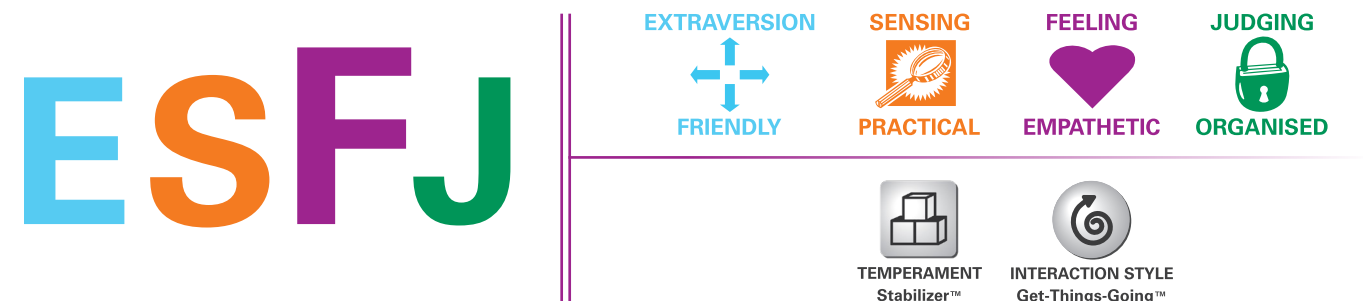 ESFJ
EXTRAVERSION
FRIENDLY
SENSING
PRACTICAL
FEELING
EMPATHETIC
JUDGING
ORGANISED
TEMPERAMENT
Stabilizer™
INTERACTION STYLE
Get-Things-Going™